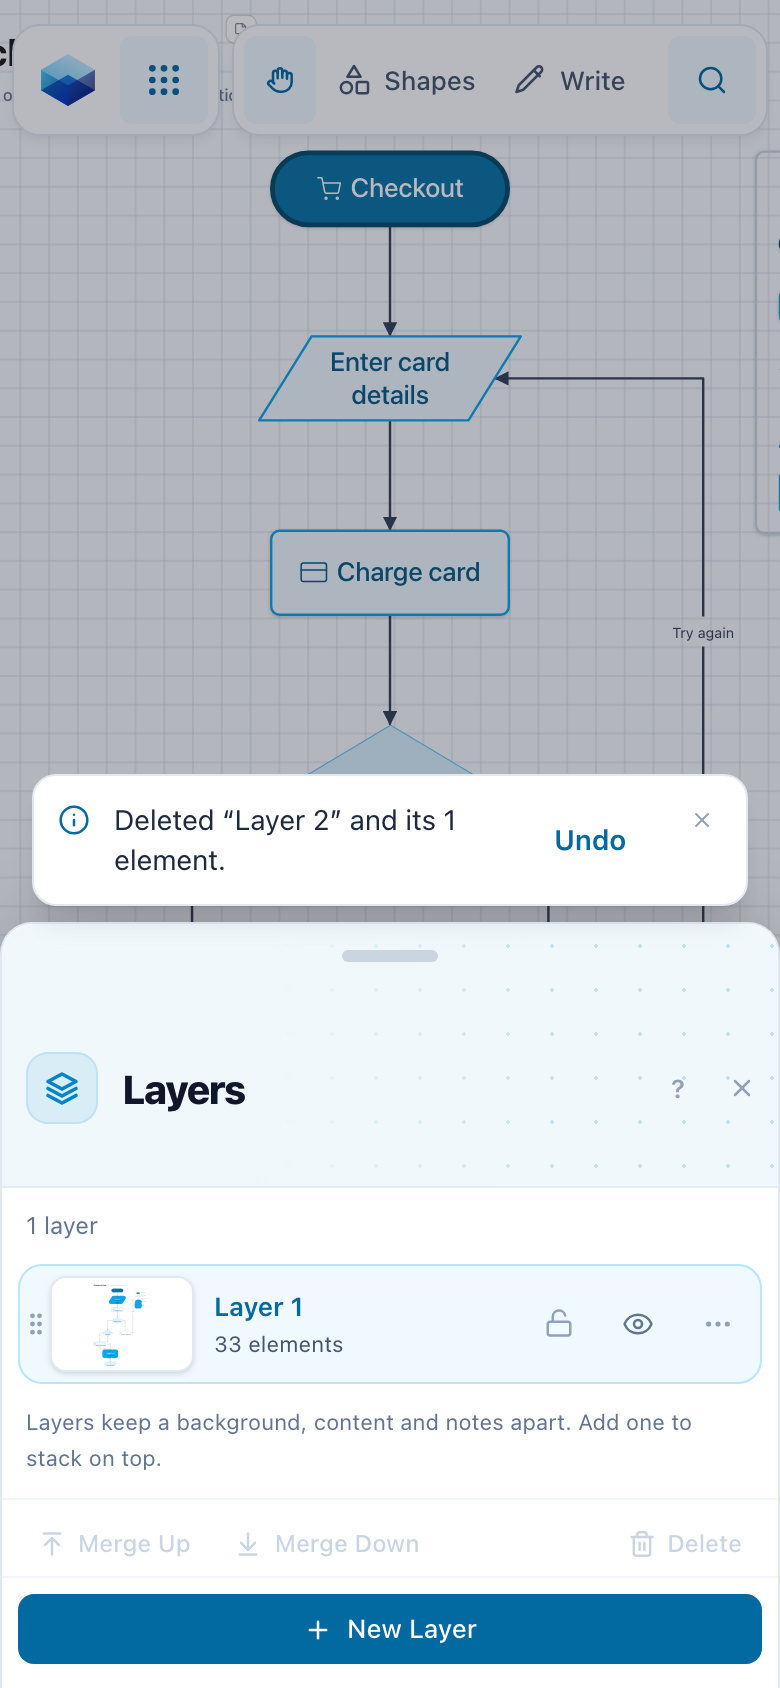 Shapes
Write
Checkout
Enter card
details
Charge card
Try again
Deleted “Layer 2” and its 1
element.
Undo
Layers
?
1 layer
Layer 1
33 elements
Layers keep a background, content and notes apart. Add one to
stack on top.
Merge Up
Merge Down
Delete
New Layer